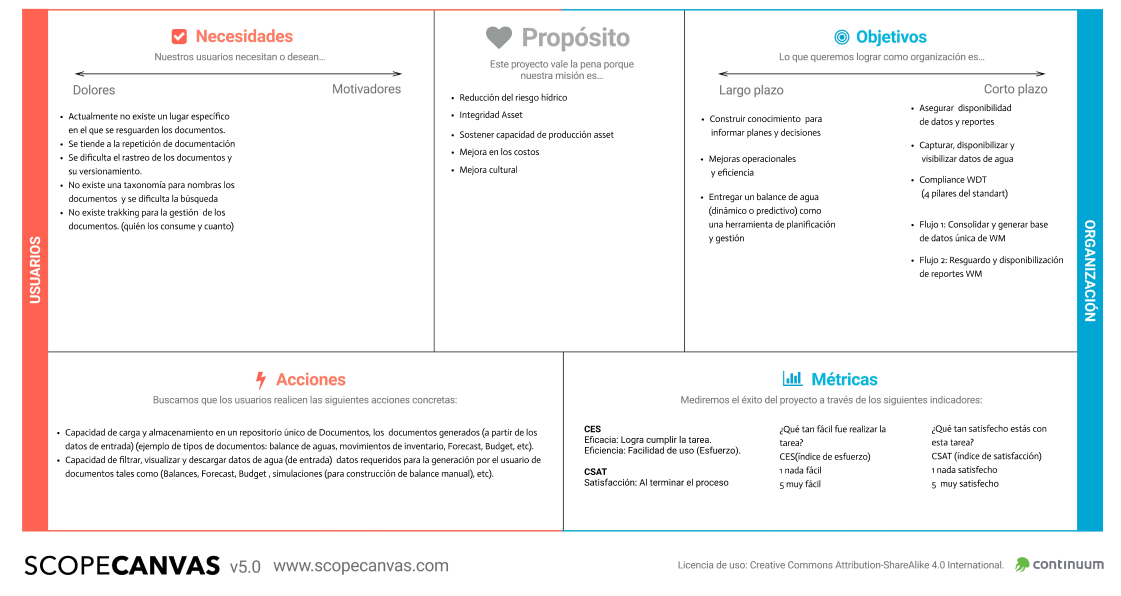 USUARIOS
Necesidades
Nuestros usuarios necesitan o desean...
Dolores
Motivadores
• Actualmente no existe un lugar específico
en el que se resguarden los documentos.
• Se tiende a la repetición de documentación
• Se dificulta el rastreo de los documentos y
su versionamiento.
• No existe una taxonomía para nombras los
documentos y se dificulta la búsqueda
• No existe trakking para la gestión de los
documentos. (quién los consume y cuanto)
Propósito
Este proyecto vale la pena porque
nuestra misión es...
• Reducción del riesgo hídrico
• Integridad Asset
• Sostener capacidad de producción asset
• Mejora en los costos
• Mejora cultural
Objetivos
Lo que queremos lograr como organización es...
Largo plazo
Corto plazo
• Construir conocimiento para
informar planes y decisiones
• Mejoras operacionales
y eficiencia
• Entregar un balance de agua
(dinámico o predictivo) como
una herramienta de planificación
y gestión
• Asegurar disponibilidad
de datos y reportes
• Capturar, disponibilizar y
visibilizar datos de agua
• Compliance WDT
(4 pilares del standart)
• Flujo 1: Consolidar y generar base
de datos única de WM
• Flujo 2: Resguardo y disponibilización
de reportes WM
ORGANIZACIÓN
Acciones
Buscamos que los usuarios realicen las siguientes acciones concretas:
• Capacidad de carga y almacenamiento en un repositorio único de Documentos, los documentos generados (a partir de los
datos de entrada) (ejemplo de tipos de documentos: balance de aguas, movimientos de inventario, Forecast, Budget, etc).
• Capacidad de filtrar, visualizar y descargar datos de agua (de entrada) datos requeridos para la generación por el usuario de
documentos tales como (Balances, Forecast, Budget , simulaciones (para construcción de balance manual), etc).
Métricas
Mediremos el éxito del proyecto a través de los siguientes indicadores:
CES
Eficacia: Logra cumplir la tarea.
Eficiencia: Facilidad de uso (Esfuerzo).
CSAT
Satisfacción: Al terminar el proceso
¿Qué tan fácil fue realizar la
tarea?
CES(índice de esfuerzo)
1 nada fácil
5 muy fácil
¿Qué tan satisfecho estás con
esta tarea?
CSAT (índice de satisfacción)
1 nada satisfecho
5 muy satisfecho
SCOPECANVAS v5.0 www.scopecanvas.com
Licencia de uso: Creative Commons Attribution-ShareAlike 4.0 International.
continuum